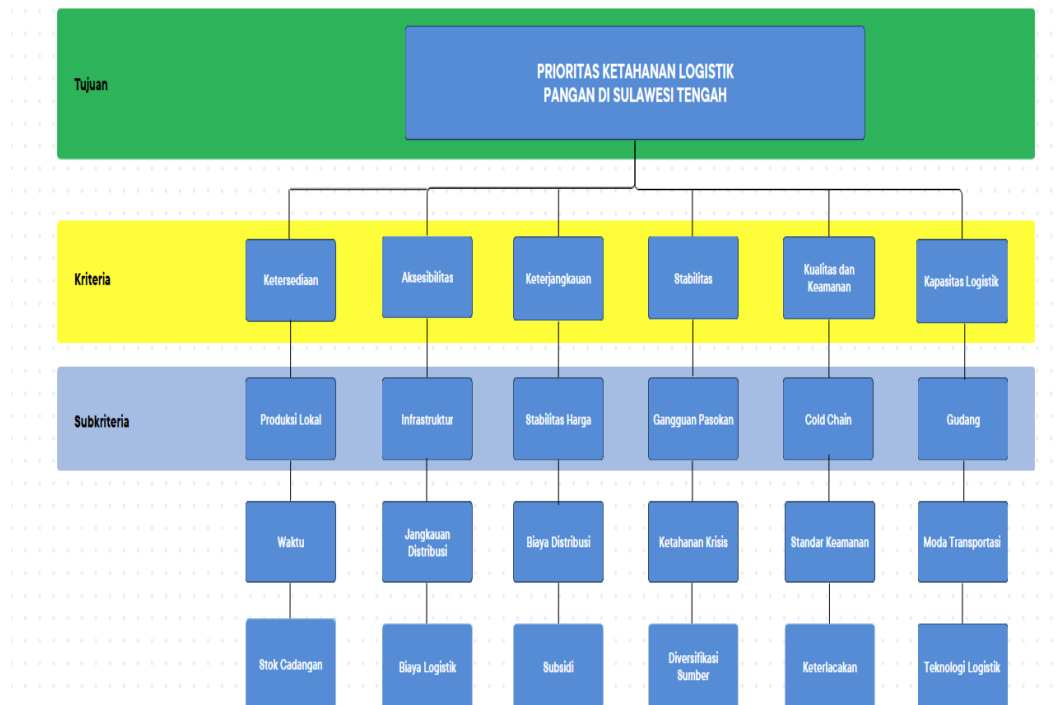 PRIORITAS KETAHANAN LOGISTIK
PANGAN DI SULAWESI TENGAH
Tujuan
Kriteria
Ketersediaan
Aksesibilitas
Keterjangkauan
Stabilitas
Kualitas dan
Keamanan
Kapasitas Logistik
Subkriteria
Produksi Lokal
Infrastruktur
Stabilitas Harga
Gangguan Pasokan
Cold Chain
Gudang
Waktu
Jangkauan
Distribusi
Biaya Distribusi
Ketahanan Krisis
Standar Keamanan
Moda Transportasi
Stok Cadangan
Biaya Logistik
Subsidi
Diversifikasi
Sumber
Keterlacakan
Teknologi Logistik